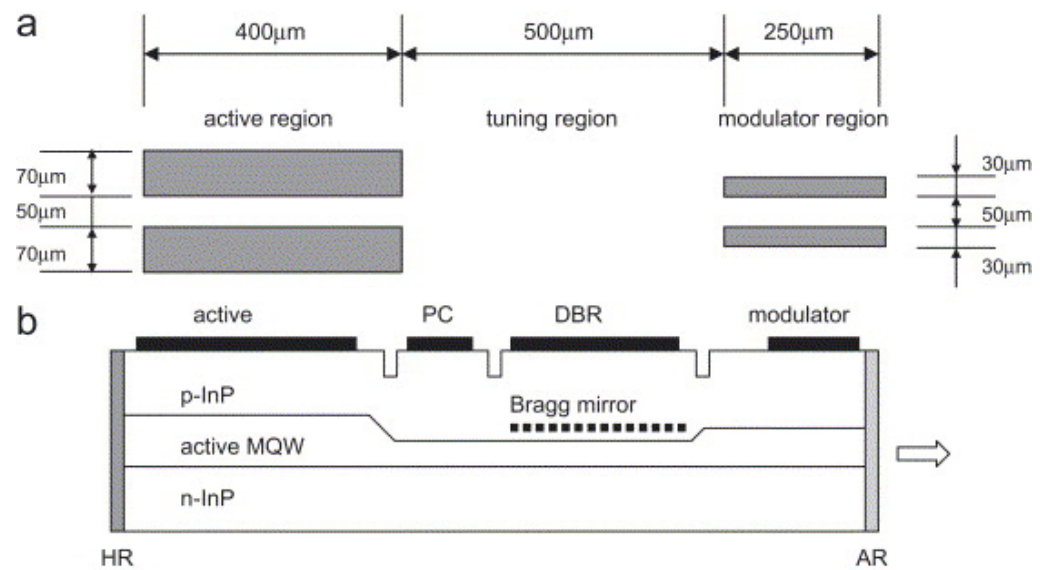 a
400μm 500μm 250μm
active region tuning region modulator region
70μm 30μm
50μm 50μm
70μm 30μm
b
active PC DBR modulator
p-InP
Bragg mirror
active MQW
n-InP
HR AR